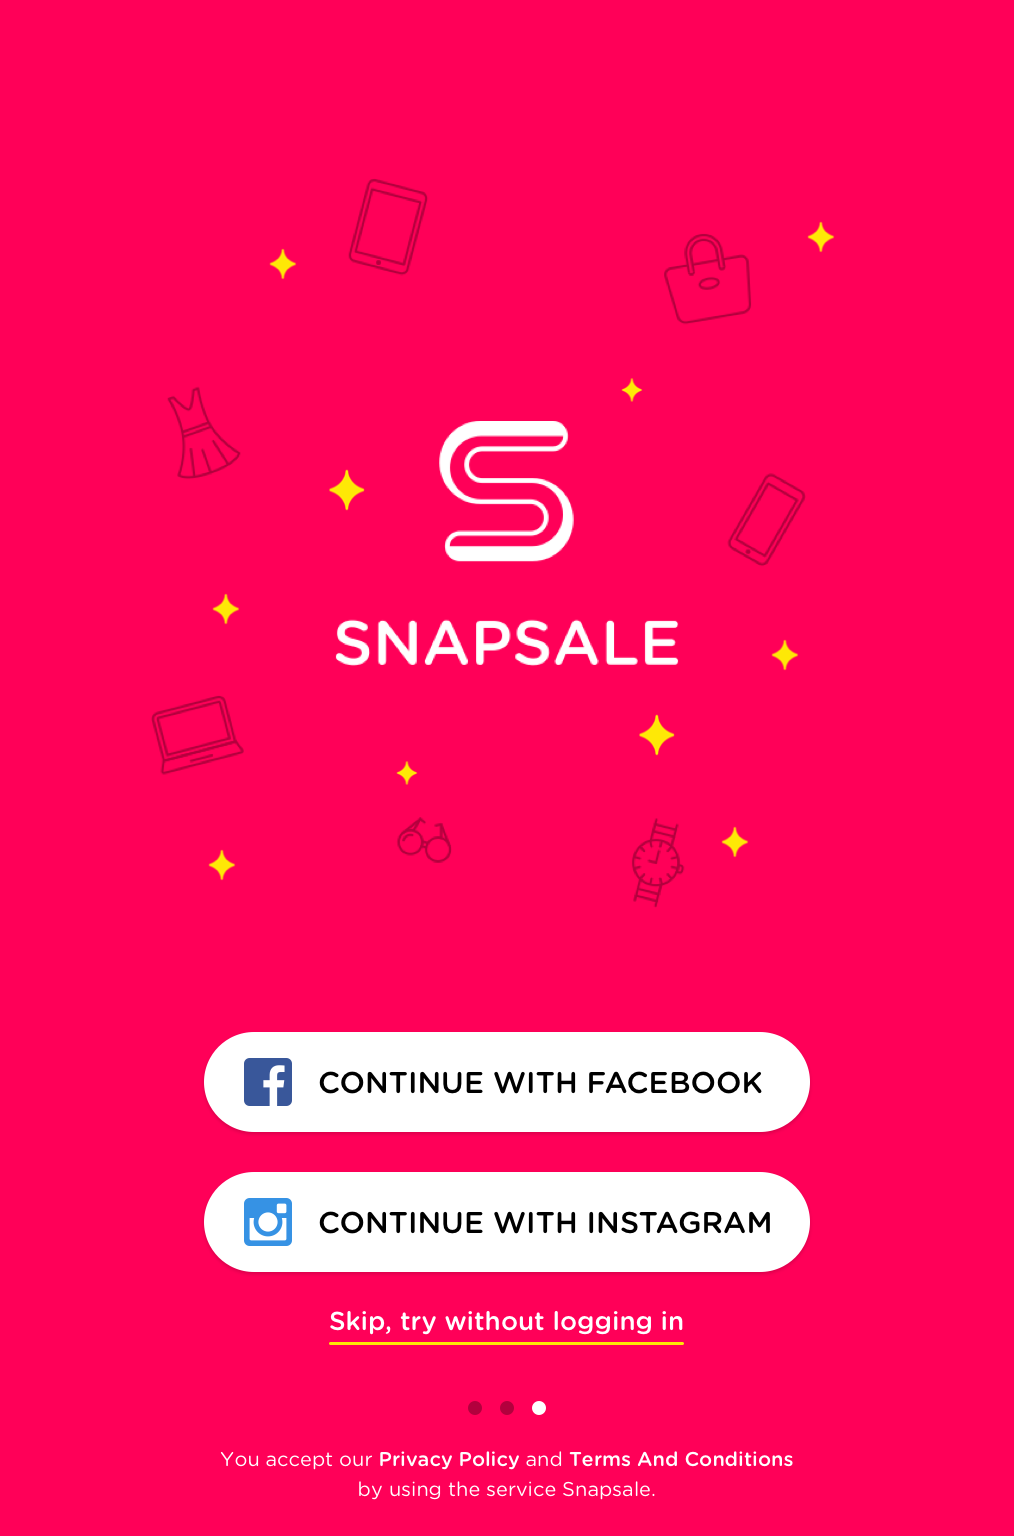 SNAPSALE
CONTINUE WITH FACEBOOK
CONTINUE WITH INSTAGRAM
Skip, try without logging in
You accept our Privacy Policy and Terms And Conditions
by using the service Snapsale.